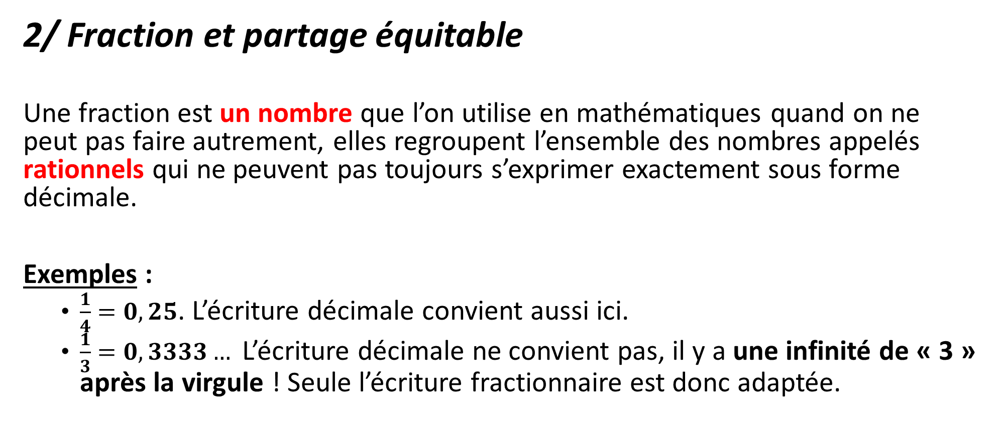 2/ Fraction et partage équitable
Une fraction est un nombre que l’on utilise en mathématiques quand on ne
peut pas faire autrement, elles regroupent l’ensemble des nombres appelés
rationnels qui ne peuvent pas toujours s’exprimer exactement sous forme
décimale.
Exemples :
• 1/4 = 0,25. L’écriture décimale convient aussi ici.
• 1/3 = 0,3333 … L’écriture décimale ne convient pas, il y a une infinité de « 3 »
après la virgule ! Seule l’écriture fractionnaire est donc adaptée.